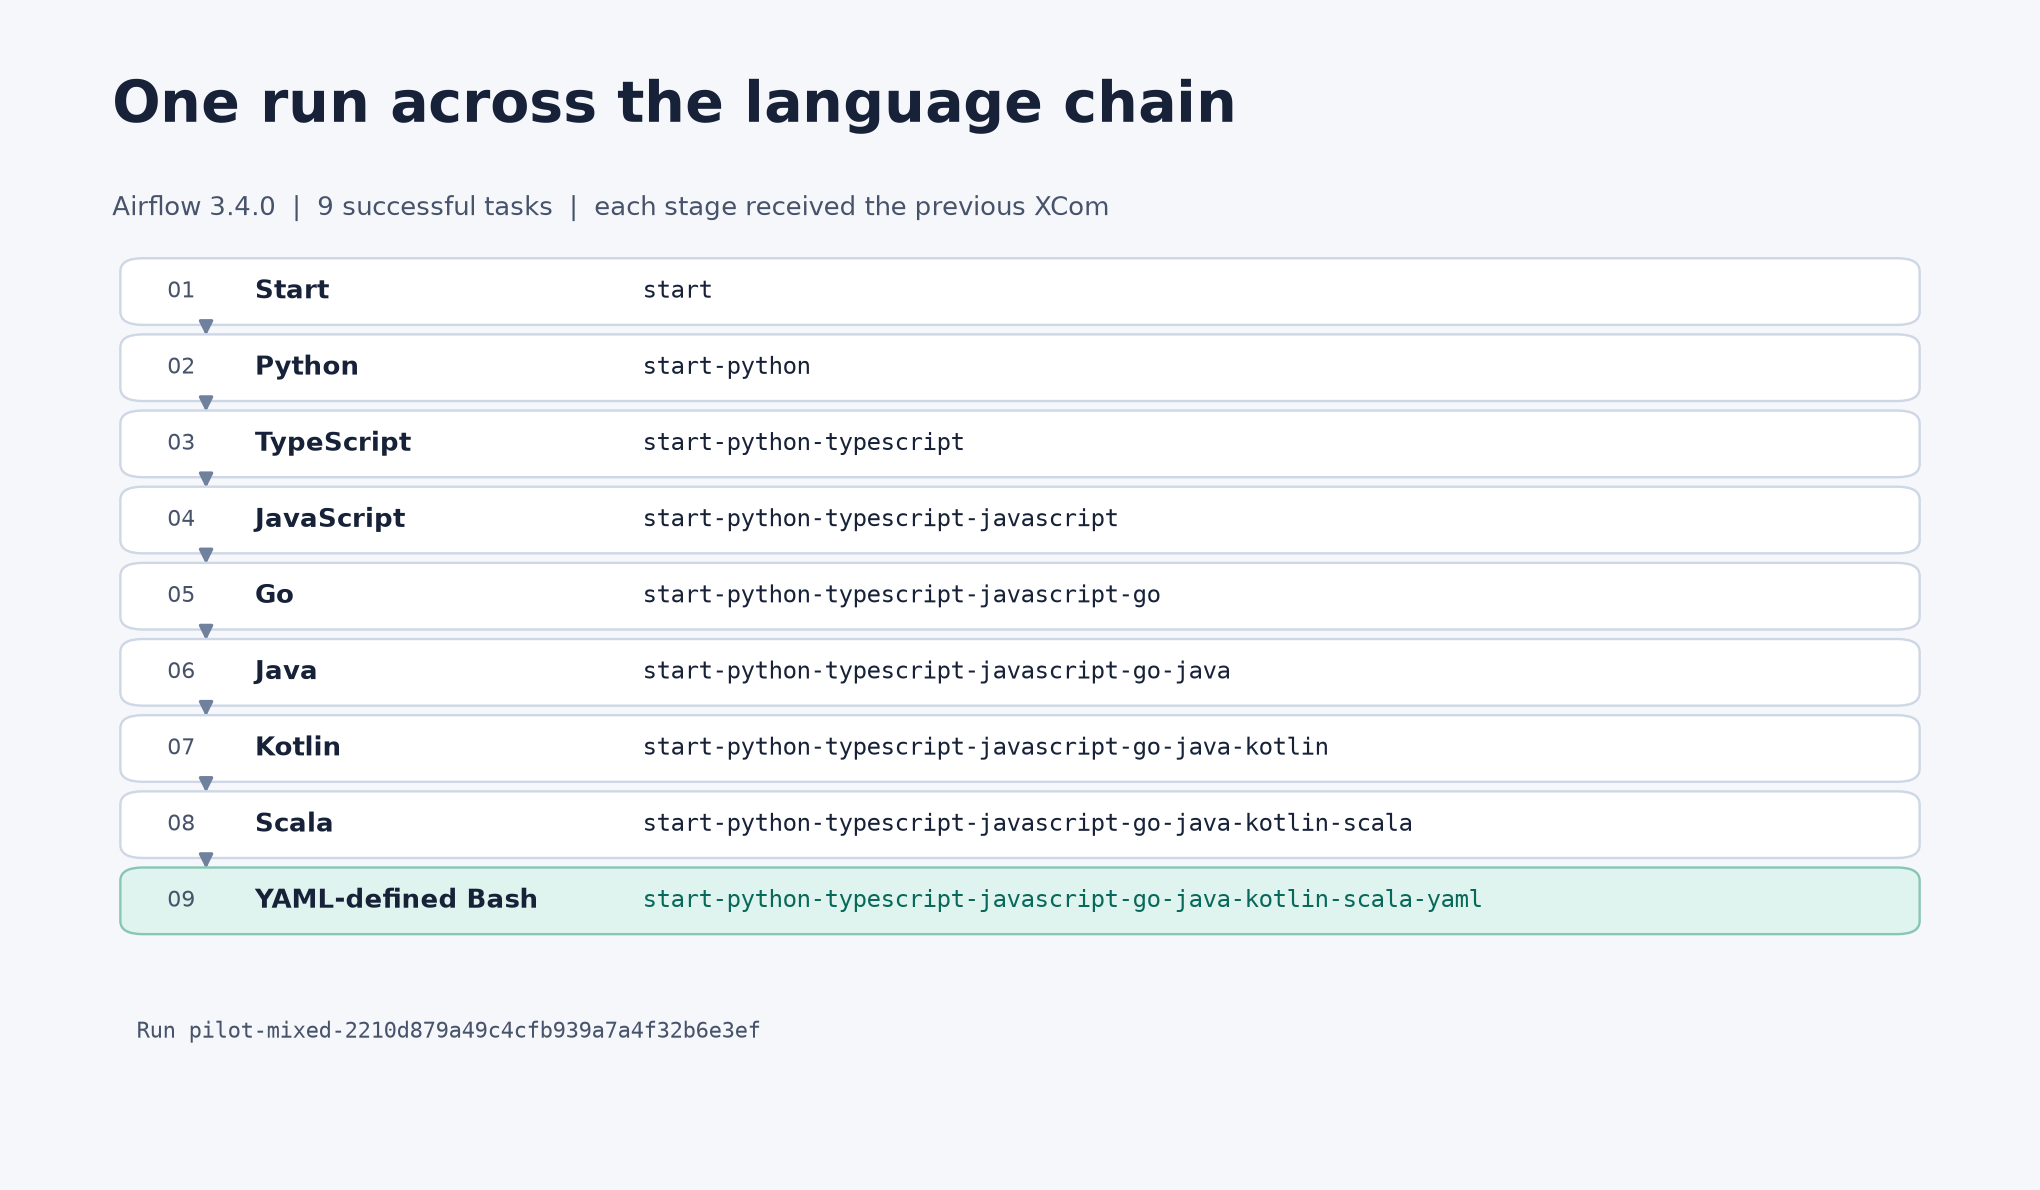 One run across the language chain
Airflow 3.4.0 | 9 successful tasks | each stage received the previous XCom
01 Start start
02 Python start-python
03 TypeScript start-python-typescript
04 JavaScript start-python-typescript-javascript
05 Go start-python-typescript-javascript-go
06 Java start-python-typescript-javascript-go-java
07 Kotlin start-python-typescript-javascript-go-java-kotlin
08 Scala start-python-typescript-javascript-go-java-kotlin-scala
09 YAML-defined Bash start-python-typescript-javascript-go-java-kotlin-scala-yaml
Run pilot-mixed-2210d879a49c4cfb939a7a4f32b6e3ef